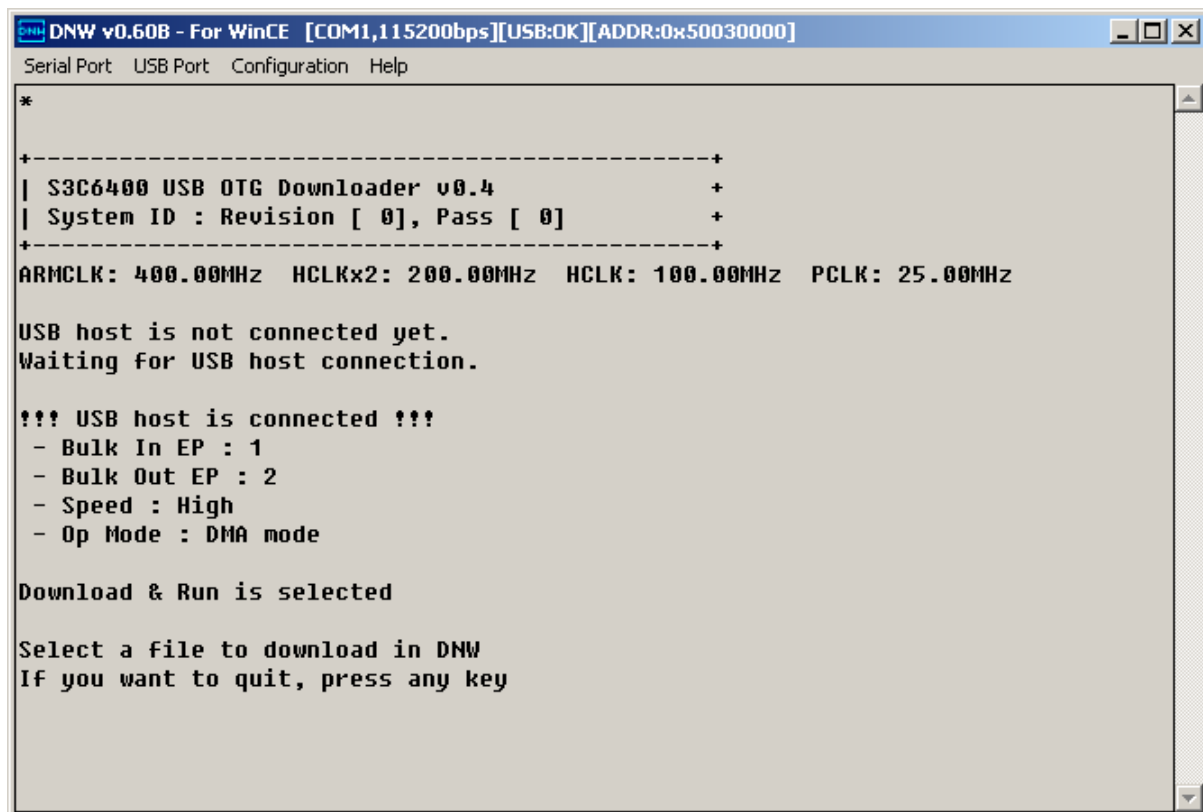 DNW v0.60B - For WinCE [COM1,115200bps][USB:OK][ADDR:0x50030000]
Serial Port USB Port Configuration Help
*
+-----------------------------------------------+
| S3C6400 USB OTG Downloader v0.4 +
| System ID : Revision [ 0], Pass [ 0] +
+-----------------------------------------------+
ARMCLK: 400.00MHz HCLKx2: 200.00MHz HCLK: 100.00MHz PCLK: 25.00MHz
USB host is not connected yet.
Waiting for USB host connection.
!!! USB host is connected !!!
- Bulk In EP : 1
- Bulk Out EP : 2
- Speed : High
- Op Mode : DMA mode
Download & Run is selected
Select a file to download in DNW
If you want to quit, press any key